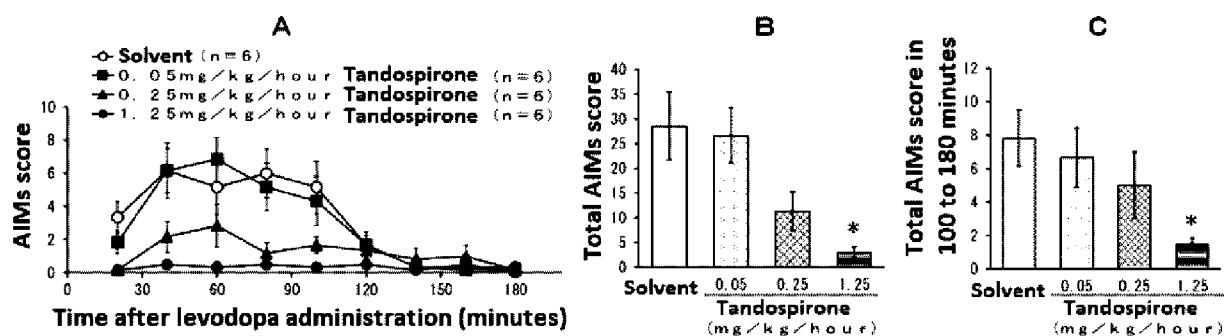 A
Solvent (n=6)
0. 05mg/kg/hour Tandospirone (n=6)
0. 25mg/kg/hour Tandospirone (n=6)
1. 25mg/kg/hour Tandospirone (n=6)
AIMs score
10
8
6
4
2
0
0 30 60 90 120 150 180
Time after levodopa administration (minutes)
B
Total AIMs score
40
35
30
25
20
15
10
5
0
*
Solvent 0.05 0.25 1.25
Tandospirone
(mg/kg/hour)
C
Total AIMs score in
100 to 180 minutes
12
10
8
6
4
2
0
*
Solvent 0.05 0.25 1.25
Tandospirone
(mg/kg/hour)